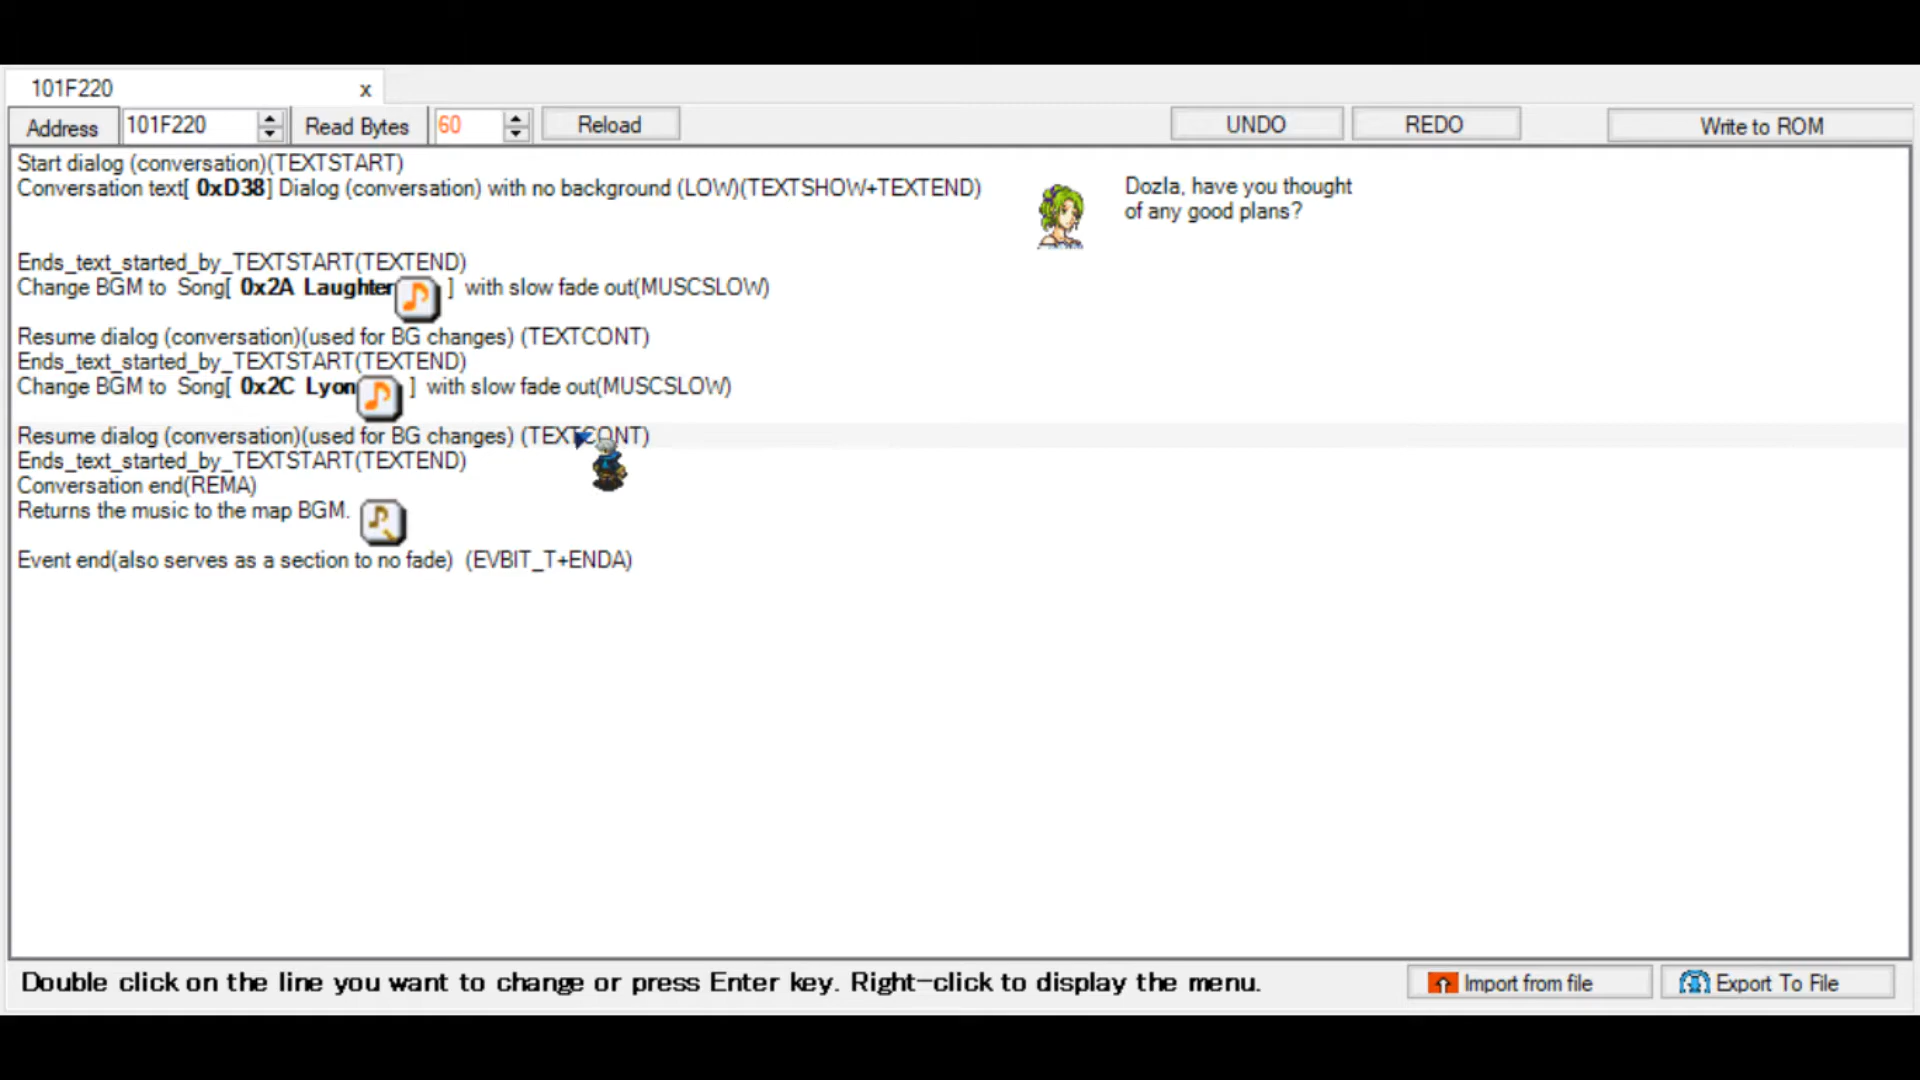 101F220 x
Address 101F220 Read Bytes 60 Reload UNDO REDO Write to ROM
Start dialog (conversation)(TEXTSTART)
Conversation text[ 0xD38] Dialog (conversation) with no background (LOW)(TEXTSHOW+TEXTEND)
Dozla, have you thought
of any good plans?
Ends_text_started_by_TEXTSTART(TEXTEND)
Change BGM to Song[ 0x2A Laughter ] with slow fade out(MUSCSLOW)
Resume dialog (conversation)(used for BG changes) (TEXTCONT)
Ends_text_started_by_TEXTSTART(TEXTEND)
Change BGM to Song[ 0x2C Lyon ] with slow fade out(MUSCSLOW)
Resume dialog (conversation)(used for BG changes) (TEXTCONT)
Ends_text_started_by_TEXTSTART(TEXTEND)
Conversation end(REMA)
Returns the music to the map BGM.
Event end(also serves as a section to no fade) (EVBIT_T+ENDA)
Double click on the line you want to change or press Enter key. Right-click to display the menu.
Import from file Export To File